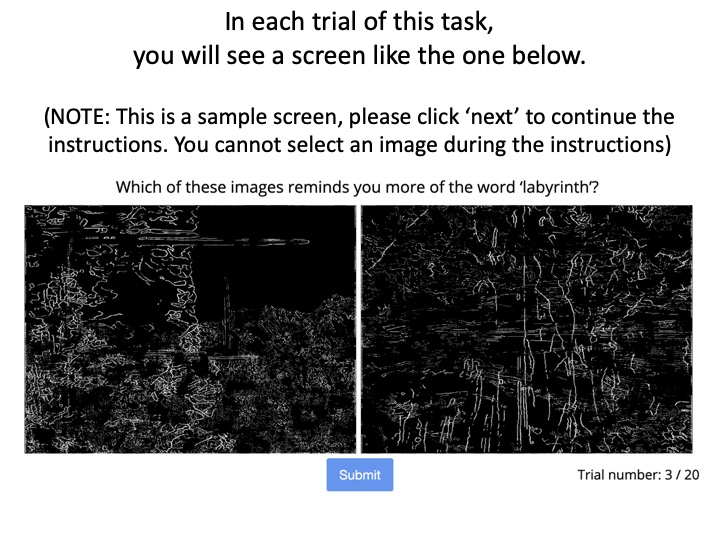 In each trial of this task,
you will see a screen like the one below.
(NOTE: This is a sample screen, please click ‘next’ to continue the
instructions. You cannot select an image during the instructions)
Which of these images reminds you more of the word ‘labyrinth’?
Submit
Trial number: 3 / 20